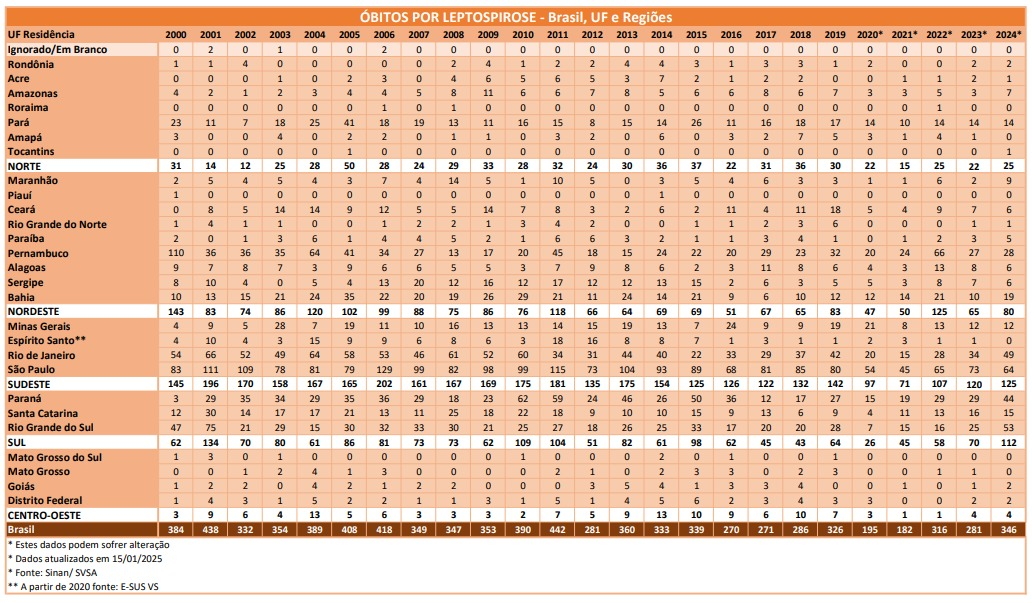 ÓBITOS POR LEPTOSPIROSE - Brasil, UF e Regiões
UF Residência 2000 2001 2002 2003 2004 2005 2006 2007 2008 2009 2010 2011 2012 2013 2014 2015 2016 2017 2018 2019 2020* 2021* 2022* 2023* 2024*
Ignorado/Em Branco 0 2 0 1 0 0 2 0 0 0 0 0 0 0 0 0 0 0 0 0 0 0 0 0 0
Rondônia 1 1 4 0 0 0 0 0 2 4 1 2 2 4 4 3 1 3 3 1 2 0 0 2 2
Acre 0 0 0 1 0 2 3 0 4 6 5 5 5 3 7 2 1 2 2 0 0 1 1 2 1
Amazonas 4 2 1 2 3 4 4 5 8 11 6 6 7 8 5 6 6 8 6 7 3 3 5 3 7
Roraima 0 0 0 0 0 0 1 0 1 0 0 0 0 0 0 0 0 0 0 0 0 0 1 0 0
Pará 23 11 7 18 25 41 18 19 13 11 16 15 8 15 14 26 11 16 18 17 14 10 14 14 14
Amapá 3 0 0 4 0 2 2 0 1 1 0 3 2 0 6 0 3 2 7 5 3 1 4 1 0
Tocantins 0 0 0 0 0 1 0 0 0 0 0 1 0 0 0 0 0 0 0 0 0 0 0 0 1
NORTE 31 14 12 25 28 50 28 24 29 33 28 32 24 30 36 37 22 31 36 30 22 15 25 22 25
Maranhão 2 5 4 5 4 3 7 4 14 5 1 10 5 0 3 5 4 6 3 3 1 1 6 2 9
Piauí 1 0 0 0 0 0 0 0 0 0 0 0 0 0 1 0 0 0 0 0 0 0 0 0 0
Ceará 0 8 5 14 14 9 12 5 5 14 7 8 3 2 6 2 11 4 11 18 5 4 9 7 6
Rio Grande do Norte 1 4 1 1 0 0 1 2 2 1 3 4 2 0 0 1 1 2 3 6 0 0 0 1 1
Paraíba 2 0 1 3 6 1 4 4 5 2 1 6 6 3 2 1 1 3 4 1 0 1 2 3 5
Pernambuco 110 36 36 35 64 41 34 27 13 17 20 45 18 15 24 22 20 29 23 32 20 24 66 27 28
Alagoas 9 7 8 7 3 9 6 6 5 5 3 7 9 8 6 2 3 11 8 6 4 3 13 8 6
Sergipe 8 10 4 0 5 4 13 20 12 16 12 17 12 12 13 15 2 6 3 5 5 3 8 7 6
Bahia 10 13 15 21 24 35 22 20 19 26 29 21 11 24 14 21 9 6 10 12 12 14 21 10 19
NORDESTE 143 83 74 86 120 102 99 88 75 86 76 118 66 64 69 69 51 67 65 83 47 50 125 65 80
Minas Gerais 4 9 5 28 7 19 11 10 16 13 13 14 15 19 13 7 24 9 9 19 21 8 13 12 12
Espírito Santo** 4 10 4 3 15 9 9 6 8 6 3 18 16 8 8 7 1 3 1 1 2 3 1 1 0
Rio de Janeiro 54 66 52 49 64 58 53 46 61 52 60 34 31 44 40 22 33 29 37 42 20 15 28 34 49
São Paulo 83 111 109 78 81 79 129 99 82 98 99 115 73 104 93 89 68 81 85 80 54 45 65 73 64
SUDESTE 145 196 170 158 167 165 202 161 167 169 175 181 135 175 154 125 126 122 132 142 97 71 107 120 125
Paraná 3 29 35 34 29 35 36 29 18 23 62 59 24 46 26 50 36 12 17 27 15 19 29 29 44
Santa Catarina 12 30 14 17 17 21 13 11 25 18 22 18 9 10 10 15 9 13 6 9 4 11 13 16 15
Rio Grande do Sul 47 75 21 29 15 30 32 33 30 21 25 27 18 26 25 33 17 20 20 28 7 15 16 25 53
SUL 62 134 70 80 61 86 81 73 73 62 109 104 51 82 61 98 62 45 43 64 26 45 58 70 112
Mato Grosso do Sul 1 3 0 1 0 0 0 0 0 0 1 0 0 1 0 1 0 0 1 0 0 0 0 0
Mato Grosso 0 0 1 2 4 1 3 0 0 0 0 2 1 0 2 3 3 0 2 3 0 0 1 1 0
Goiás 1 2 2 0 4 2 1 2 2 0 0 0 3 5 4 1 3 3 4 0 0 1 0 1 2
Distrito Federal 1 4 3 1 5 2 2 1 1 3 1 5 1 4 5 6 2 3 4 3 3 0 0 2 2
CENTRO-OESTE 3 9 6 4 13 5 6 3 3 3 2 7 5 9 13 10 9 6 10 7 3 1 1 4 4
Brasil 384 438 332 354 389 408 418 349 347 353 390 442 281 360 333 339 270 271 286 326 195 182 316 281 346
* Estes dados podem sofrer alteração
* Dados atualizados em 15/01/2025
* Fonte: Sinan/ SVSA
** A partir de 2020 fonte: E-SUS VS